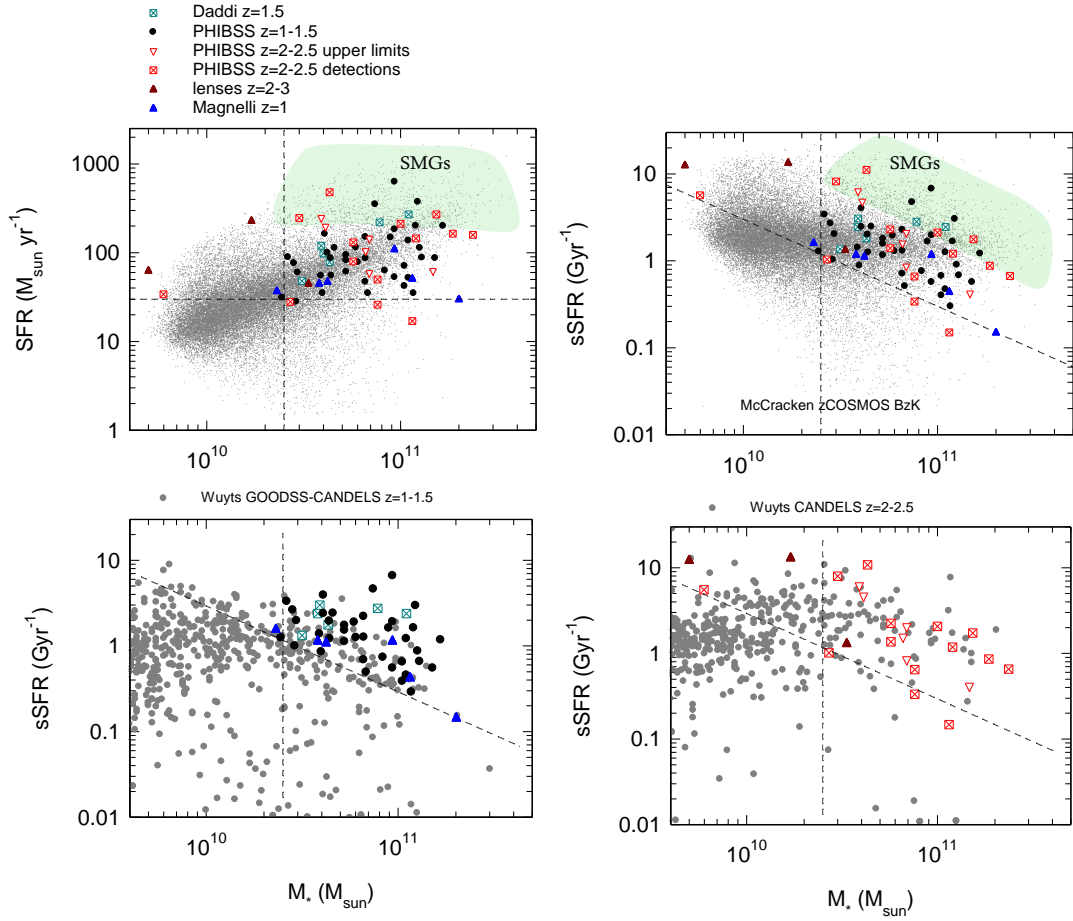 Daddi z=1.5
PHIBSS z=1-1.5
PHIBSS z=2-2.5 upper limits
PHIBSS z=2-2.5 detections
lenses z=2-3
Magnelli z=1
SMGs
1000
100
10
1
SFR (M_sun yr^-1)
10^10
10^11
SMGs
10
1
0.1
0.01
sSFR (Gyr^-1)
McCracken zCOSMOS BzK
10^10
10^11
Wuyts GOODSS-CANDELS z=1-1.5
10
1
0.1
0.01
sSFR (Gyr^-1)
10^10
10^11
M_* (M_sun)
Wuyts CANDELS z=2-2.5
10
1
0.1
0.01
sSFR (Gyr^-1)
10^10
10^11
M_* (M_sun)